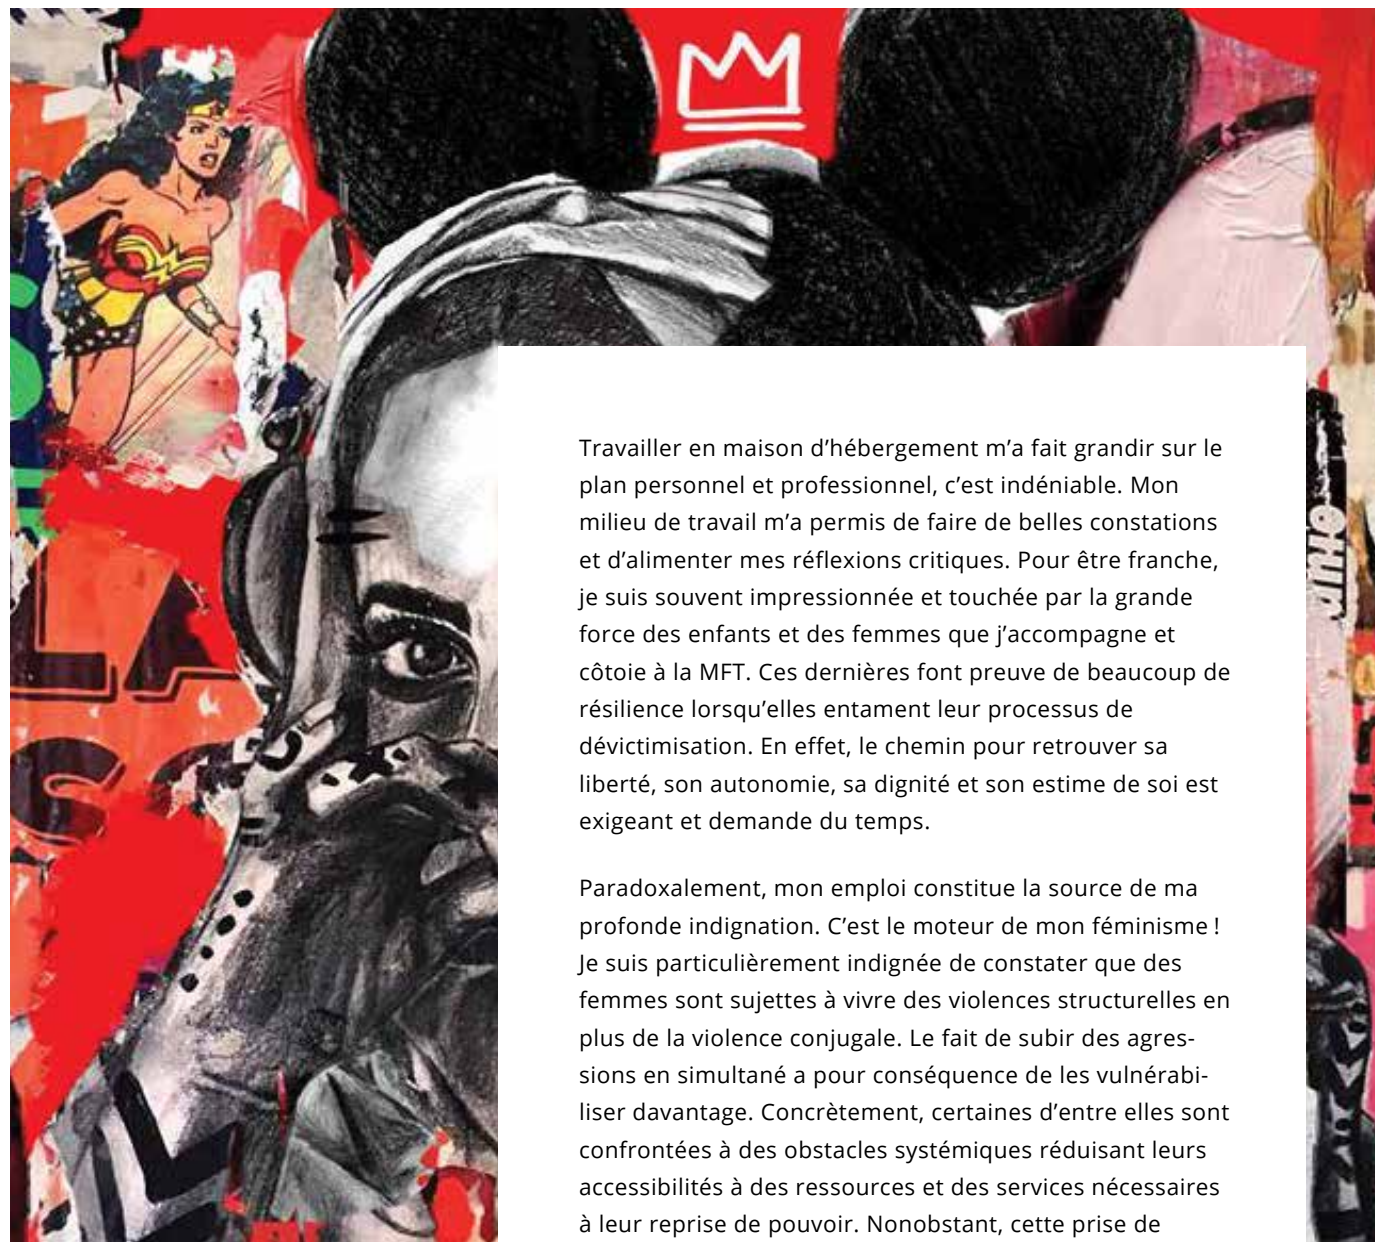 LA
Travailler en maison d’hébergement m’a fait grandir sur le
plan personnel et professionnel, c’est indéniable. Mon
milieu de travail m’a permis de faire de belles constations
et d’alimenter mes réflexions critiques. Pour être franche,
je suis souvent impressionnée et touchée par la grande
force des enfants et des femmes que j’accompagne et
côtoie à la MFT. Ces dernières font preuve de beaucoup de
résilience lorsqu’elles entament leur processus de
dévictimisation. En effet, le chemin pour retrouver sa
liberté, son autonomie, sa dignité et son estime de soi est
exigeant et demande du temps.
Paradoxalement, mon emploi constitue la source de ma
profonde indignation. C’est le moteur de mon féminisme !
Je suis particulièrement indignée de constater que des
femmes sont sujettes à vivre des violences structurelles en
plus de la violence conjugale. Le fait de subir des agres-
sions en simultané a pour conséquence de les vulnérabi-
liser davantage. Concrètement, certaines d’entre elles sont
confrontées à des obstacles systémiques réduisant leurs
accessibilités à des ressources et des services nécessaires
à leur reprise de pouvoir. Nonobstant, cette prise de